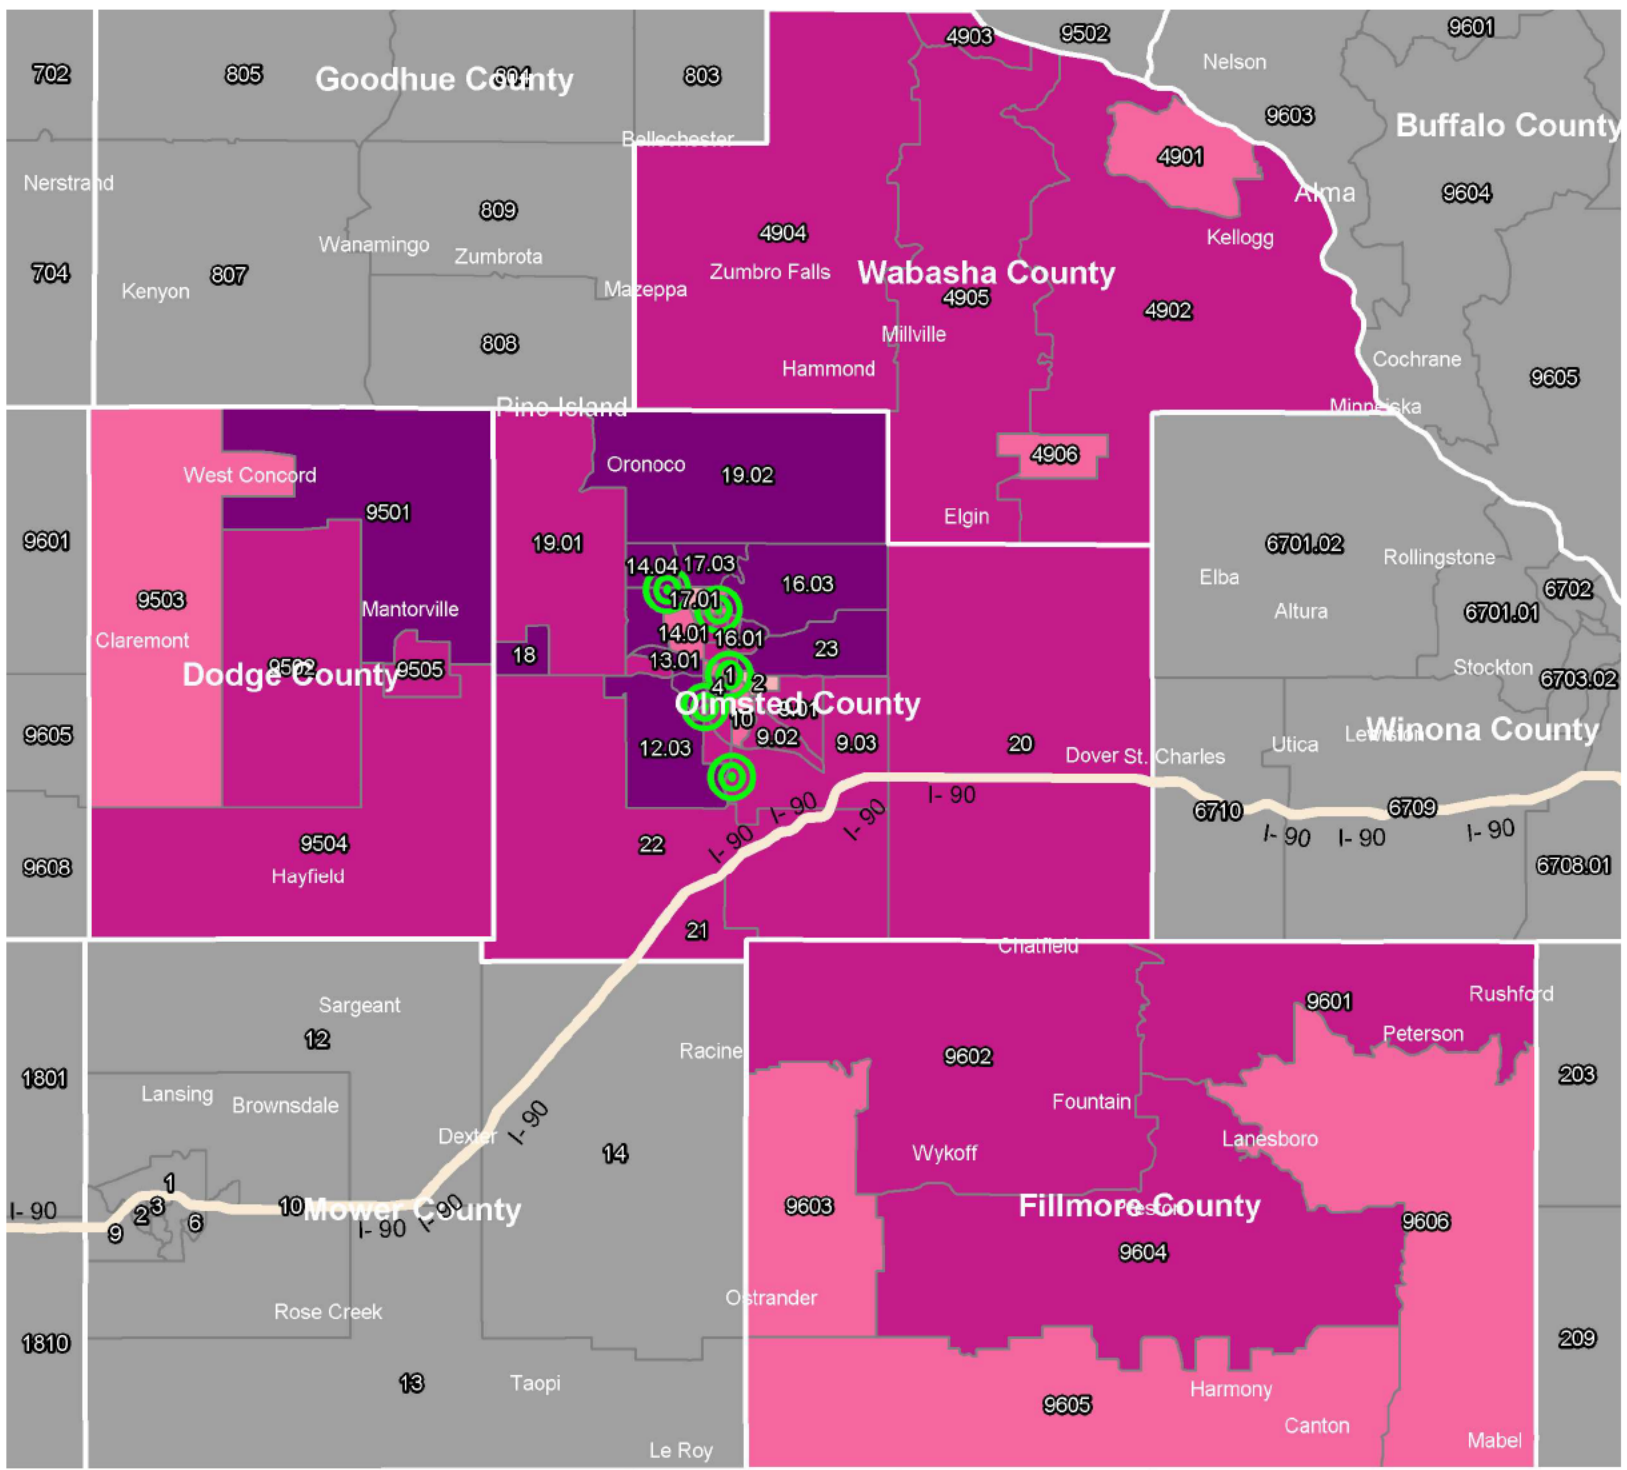 9601
4903
9502
Nelson
702
805
Goodhue County
804
803
9603
Buffalo County
Bellechester
4901
Nerstrand
Alma
9604
809
4904
Kellogg
Wanamingo
Zumbrota
704
807
Zumbro Falls
Wabasha County
Kenyon
Mazeppa
4905
4902
Millville
808
Cochrane
Hammond
9605
Pine Island
Minneiska
4906
West Concord
Oronoco
19.02
9501
Elgin
9601
19.01
6701.02
Rollingstone
14.04
17.03
Elba
16.03
6702
9503
17.01
Mantorville
Altura
6701.01
Claremont
14.01
16.01
23
18
13.01
Stockton
Dodge County
9502
9505
1
4
2
6703.02
Olmsted County
9.01
10
9605
12.03
9.02
9.03
20
Dover
St. Charles
Utica
Lewiston
Winona County
I- 90
I- 90
I- 90
I- 90
6710
6709
I- 90
I- 90
I- 90
9504
22
9608
Hayfield
6708.01
21
Chatfield
Sargeant
12
Rushford
9601
Peterson
Racine
9602
1801
203
Lansing
Brownsdale
Fountain
Dexter
I- 90
Lanesboro
14
Wykoff
1
3
2
10
Mower County
I- 90
I- 90
I- 90
9
6
9603
Fillmore County
Preston
9606
9604
Ostrander
Rose Creek
1810
209
13
Taopi
Harmony
9605
Canton
Mabel
Le Roy